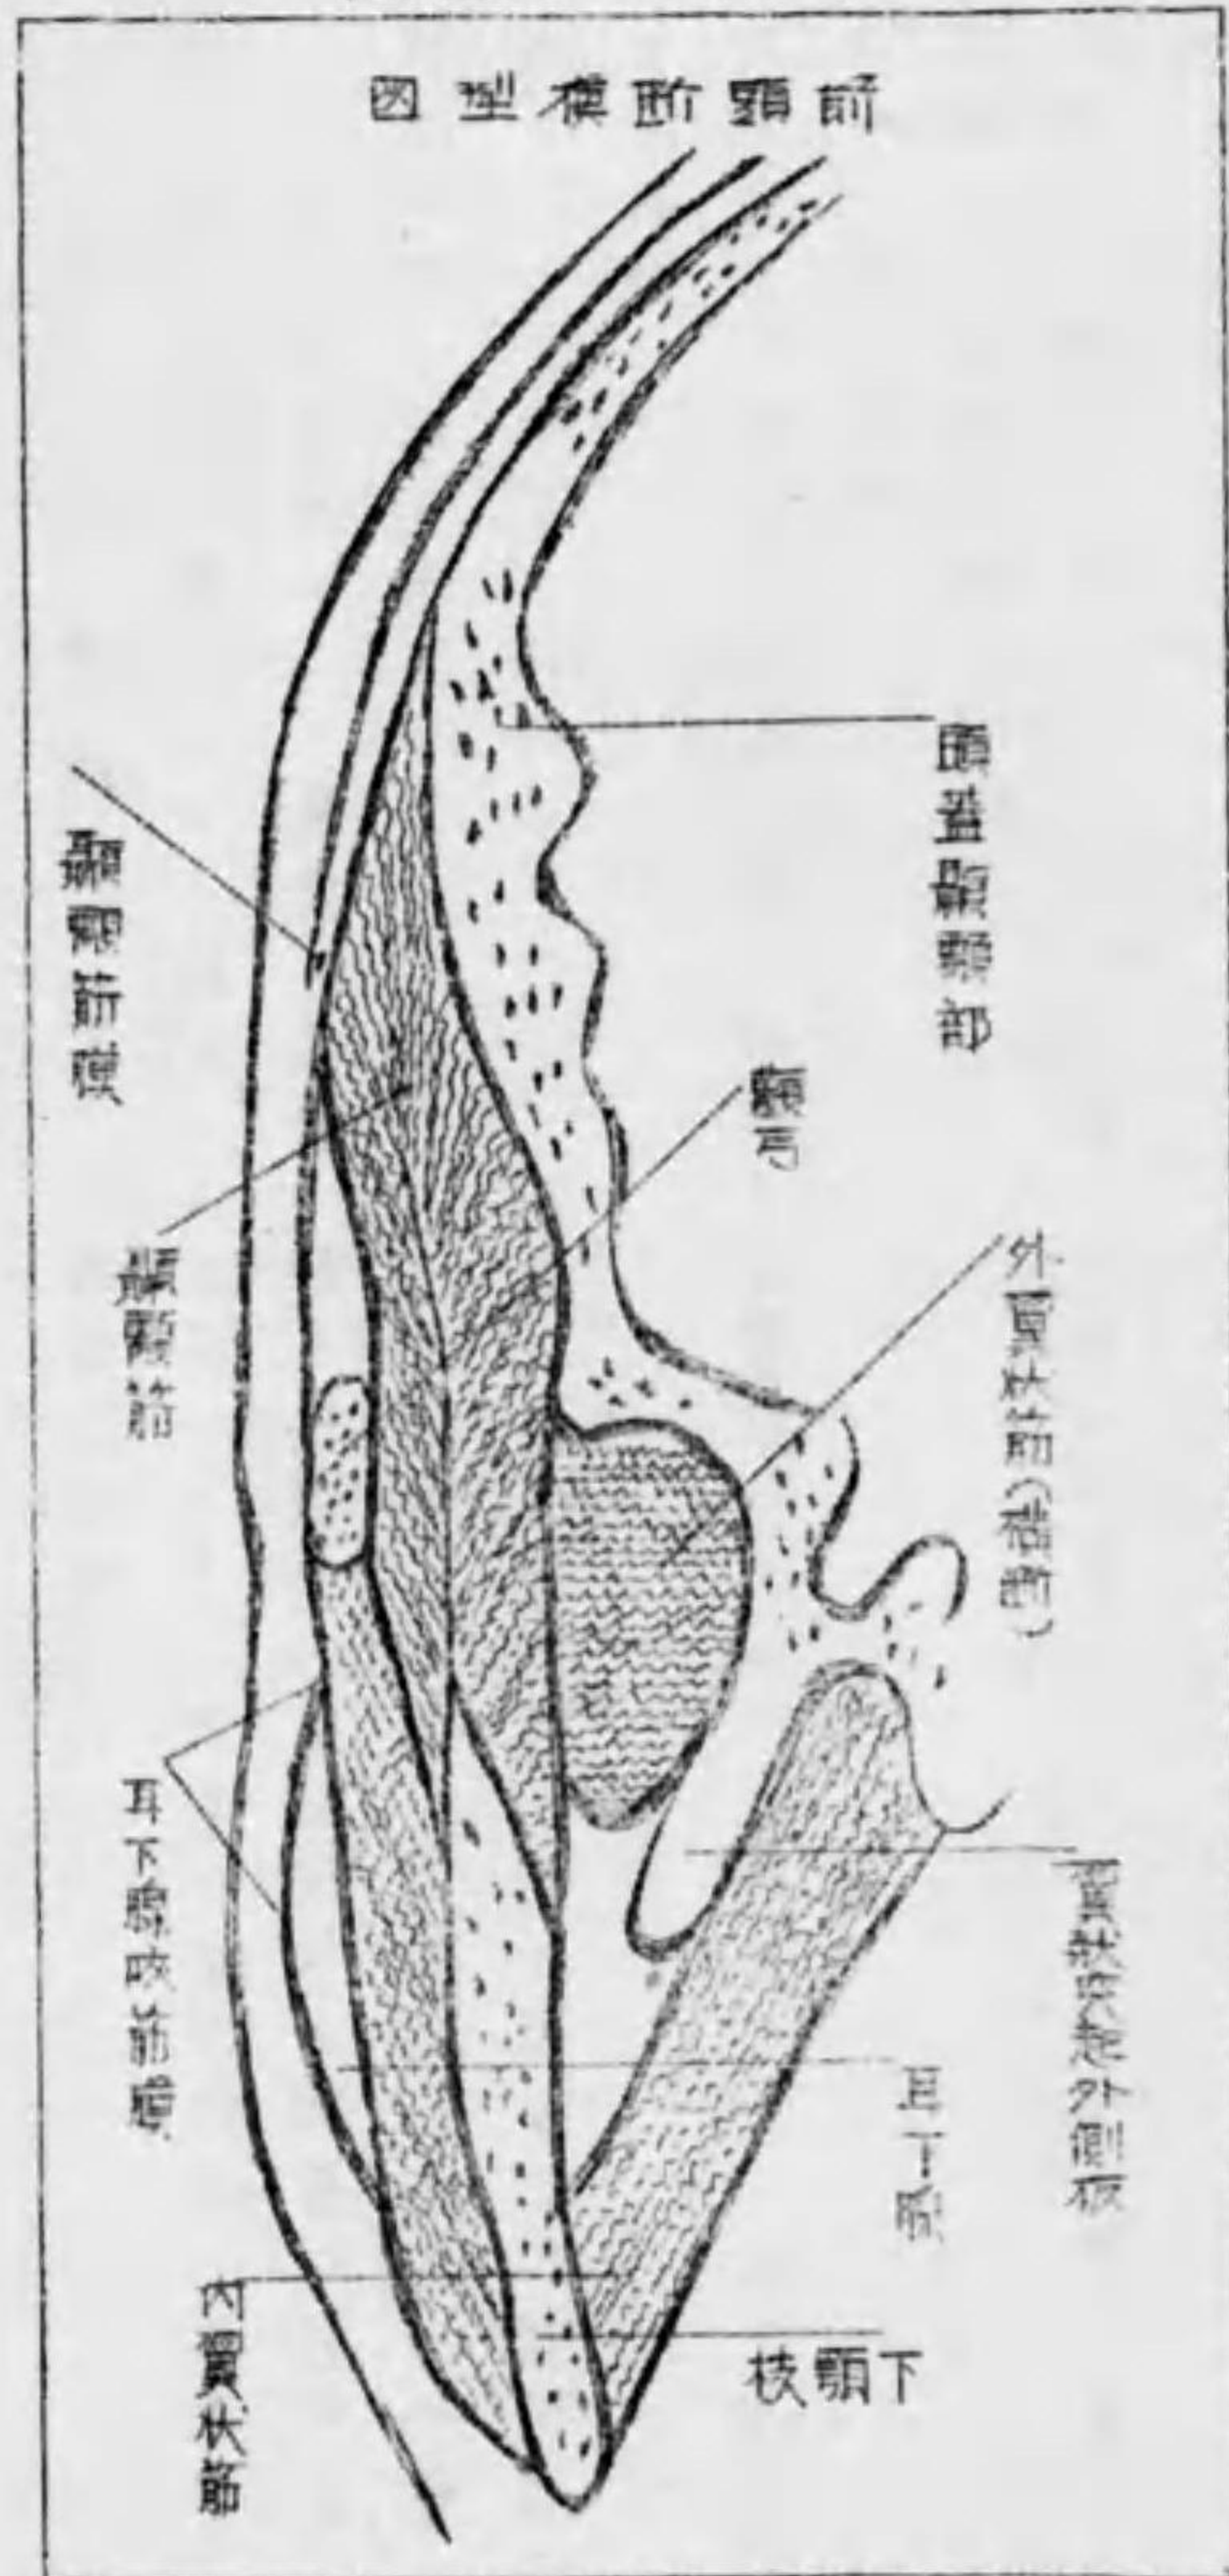 前額断模型図
頭蓋顳顬部
顳顬筋膜
顴弓
顳顬筋
外翼状筋(横断)
耳下腺咬筋膜
翼状突起外側板
耳下腺
内翼状筋
下顎枝